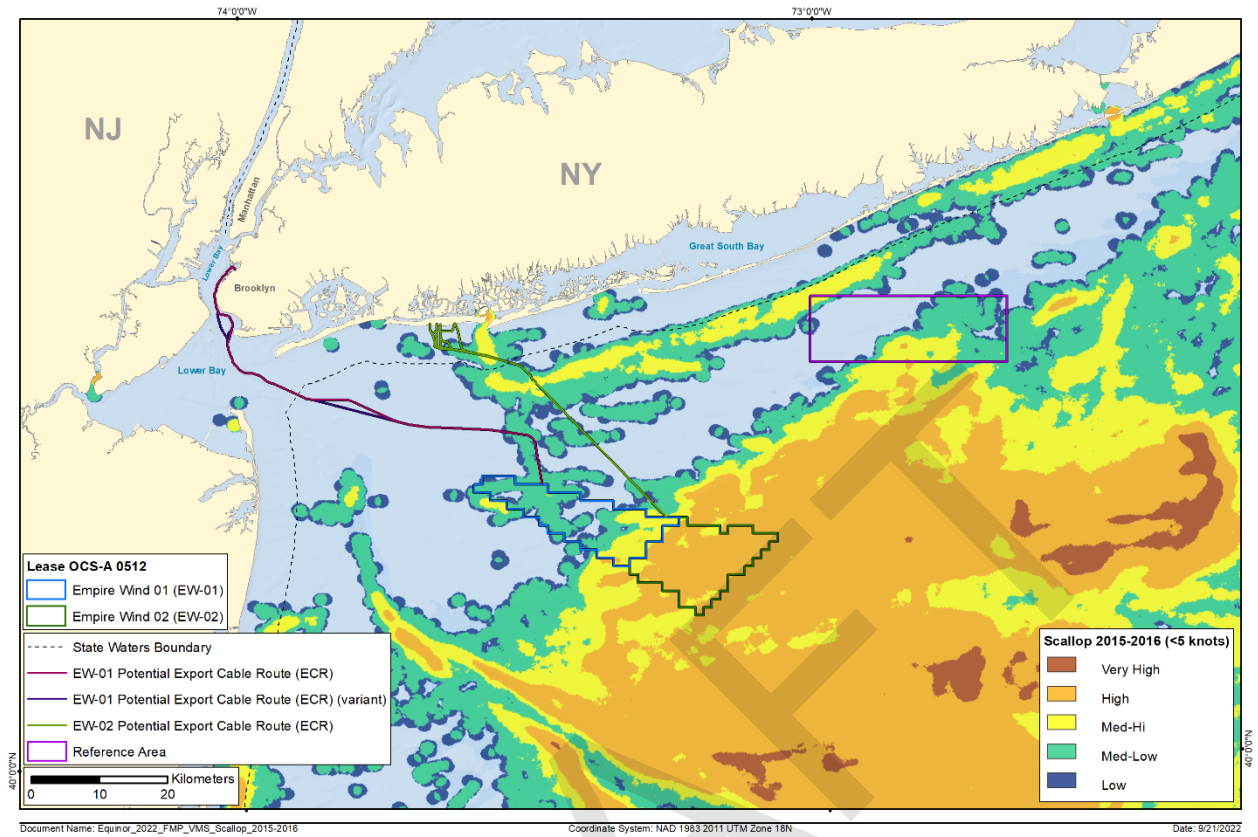 74°0'0"W
73°0'0"W
NJ
NY
Manhattan
Lower Bay
Great South Bay
Brooklyn
Lower Bay
Lease OCS-A 0512
Empire Wind 01 (EW-01)
Empire Wind 02 (EW-02)
State Waters Boundary
EW-01 Potential Export Cable Route (ECR)
EW-01 Potential Export Cable Route (ECR) (variant)
EW-02 Potential Export Cable Route (ECR)
Reference Area
Kilometers
0 10 20
Scallop 2015-2016 (<5 knots)
Very High
High
Med-Hi
Med-Low
Low
40°0'N
40°0'N
Document Name: Equinor_2022_FMP_VMS_Scallop_2015-2016
Coordinate System: NAD 1983 2011 UTM Zone 18N
Date: 9/21/2022